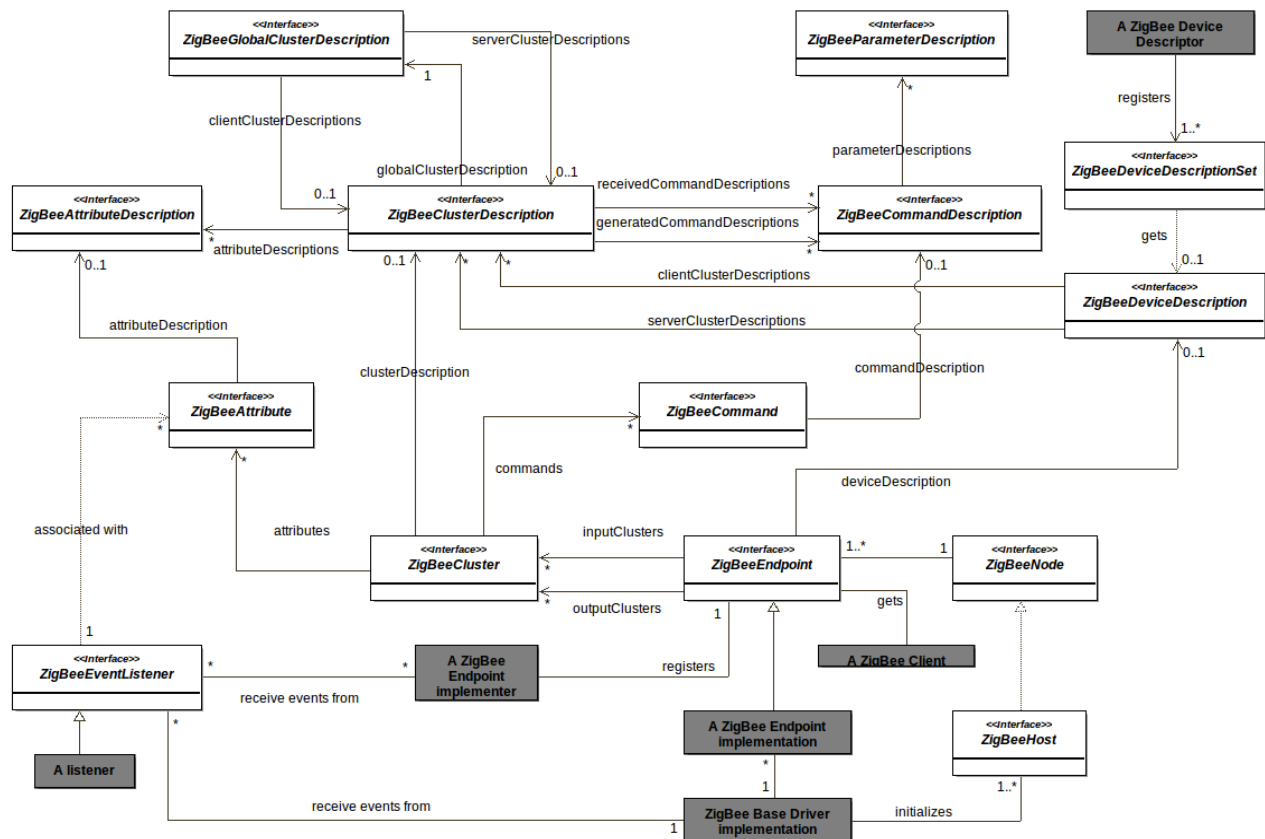 <<Interface>>
ZigBeeGlobalClusterDescription
serverClusterDescriptions
<<Interface>>
ZigBeeParameterDescription
A ZigBee Device
Descriptor
1
*
registers
clientClusterDescriptions
1..*
parameterDescriptions
<<Interface>>
ZigBeeDeviceDescriptionSet
globalClusterDescription
0..1
0..1
receivedCommandDescriptions
*
<<Interface>>
ZigBeeAttributeDescription
<<Interface>>
ZigBeeClusterDescription
<<Interface>>
ZigBeeCommandDescription
generatedCommandDescriptions
*
*
attributeDescriptions
gets
0..1
0..1
*
*
clientClusterDescriptions
0..1
0..1
<<Interface>>
ZigBeeDeviceDescription
serverClusterDescriptions
attributeDescription
0..1
clusterDescription
commandDescription
<<Interface>>
ZigBeeAttribute
<<Interface>>
ZigBeeCommand
*
*
*
commands
deviceDescription
associated with
attributes
inputClusters
<<Interface>>
ZigBeeCluster
<<Interface>>
ZigBeeEndpoint
1..*
1
<<Interface>>
ZigBeeNode
*
*
outputClusters
gets
1
1
<<Interface>>
ZigBeeEventListener
*
*
A ZigBee
Endpoint
implementer
registers
A ZigBee Client
receive events from
*
A ZigBee Endpoint
implementation
<<Interface>>
ZigBeeHost
A listener
*
1
1..*
receive events from
1
ZigBee Base Driver
implementation
initializes